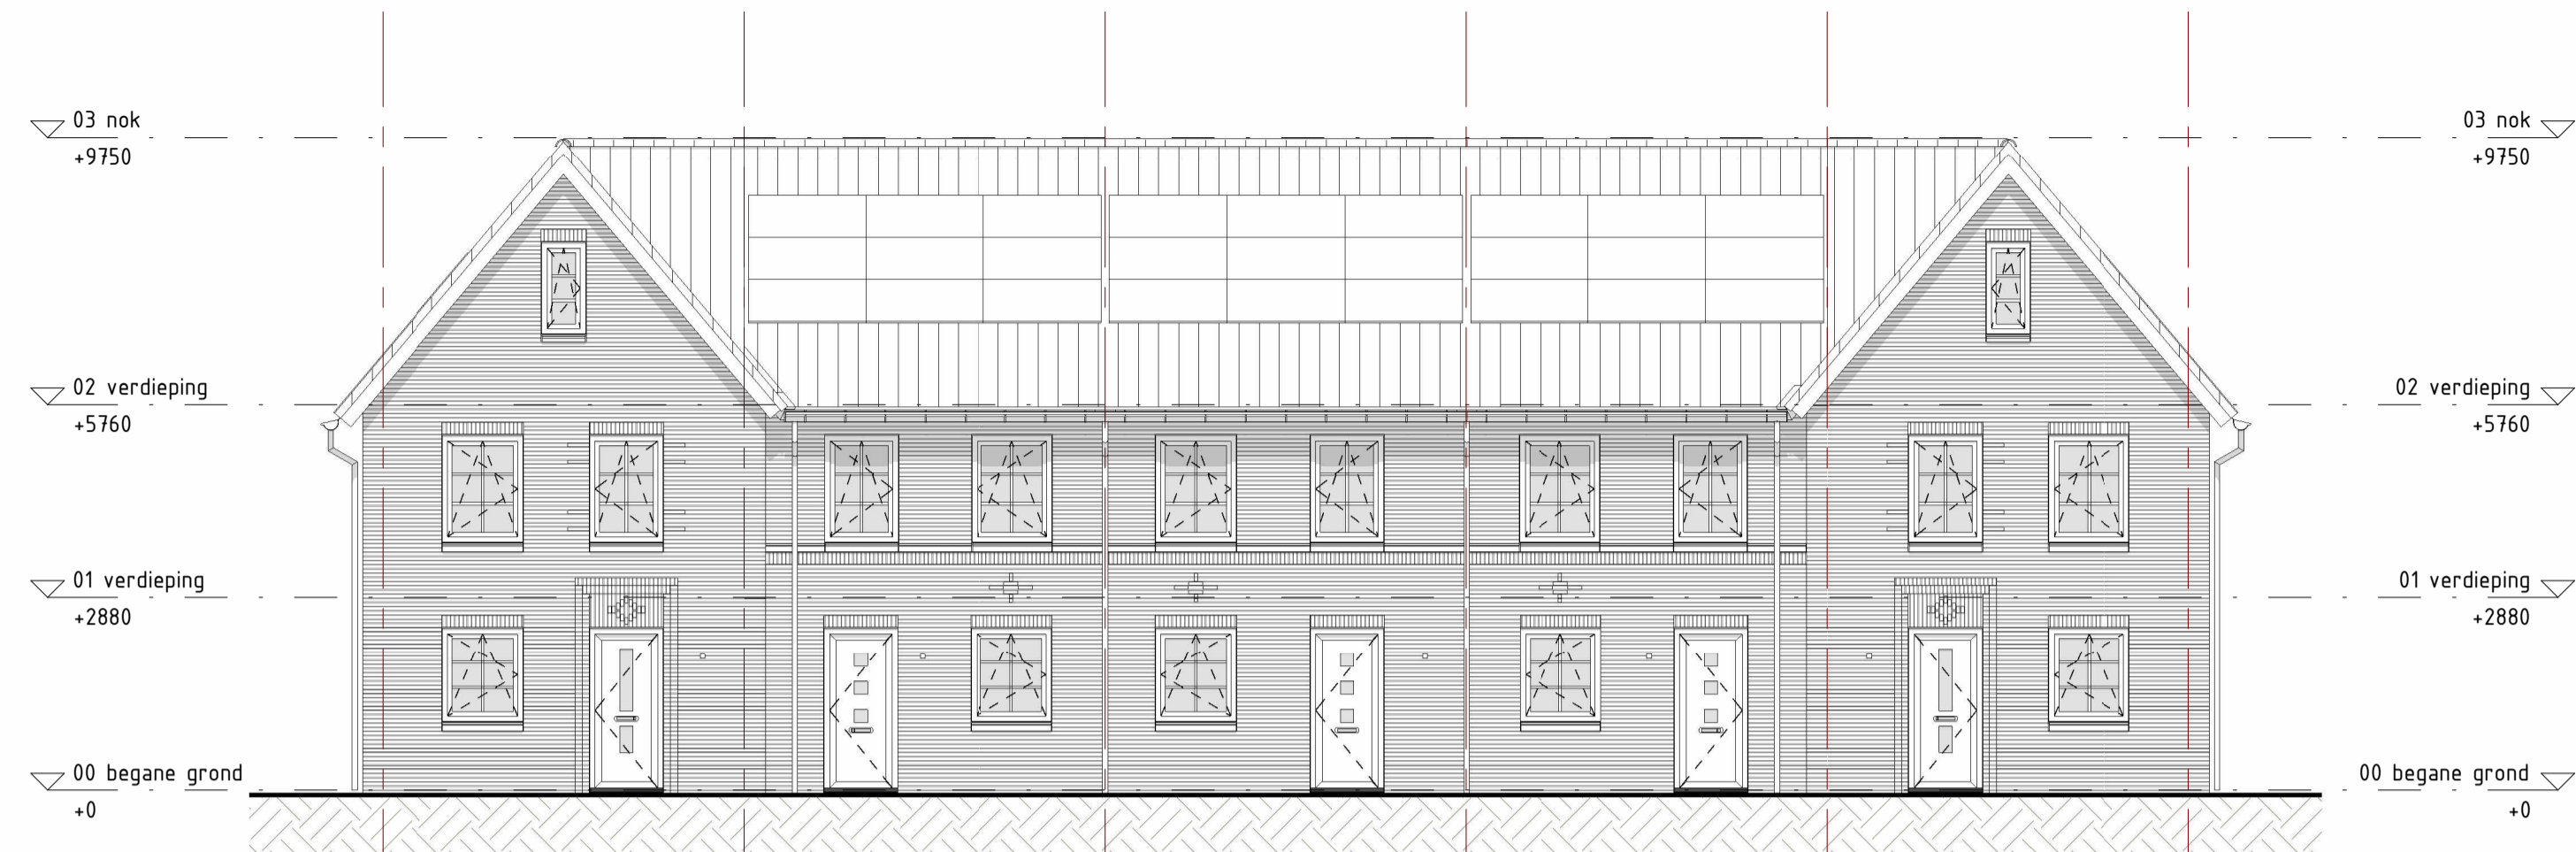 03 nok
+9750
03 nok
+9750
02 verdieping
+5760
02 verdieping
+5760
01 verdieping
+2880
01 verdieping
+2880
00 begane grond
+0
00 begane grond
+0